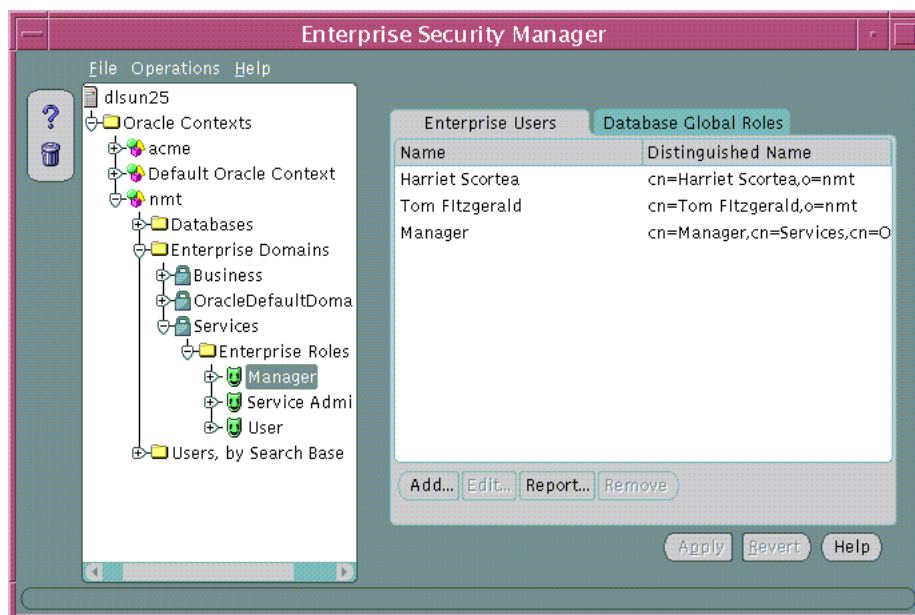 Enterprise Security Manager
File Operations Help
dlsun25
Oracle Contexts
acme
Default Oracle Context
nmt
Databases
Enterprise Domains
Business
OracleDefaultDoma
Services
Enterprise Roles
Manager
Service Admi
User
Users, by Search Base
Enterprise Users Database Global Roles
Name Distinguished Name
Harriet Scortea cn=Harriet Scortea,o=nmt
Tom FItzgerald cn=Tom FItzgerald,o=nmt
Manager cn=Manager,cn=Services,cn=O
Add... Edit... Report... Remove
Apply Revert Help